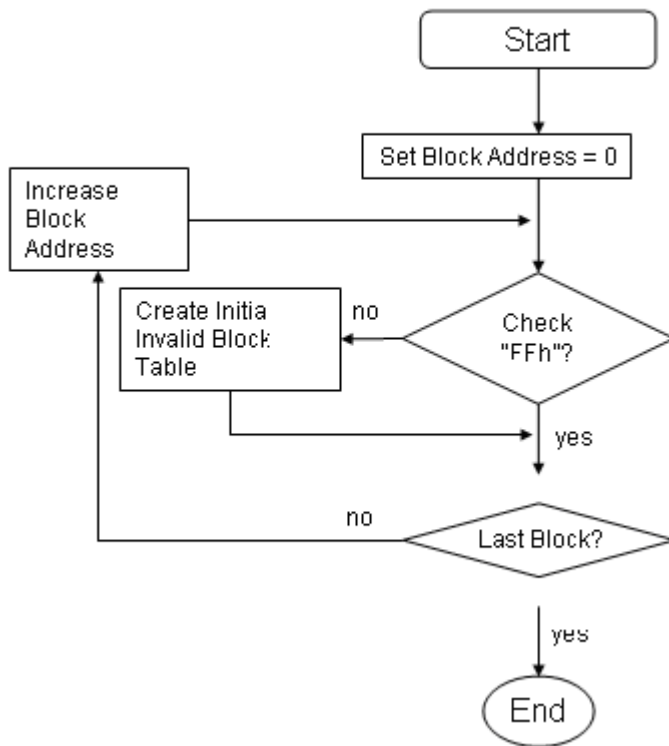 Start
Set Block Address = 0
Increase
Block
Address
Create Initia
Invalid Block
Table
no
Check
"FFh"?
yes
no
Last Block?
yes
End